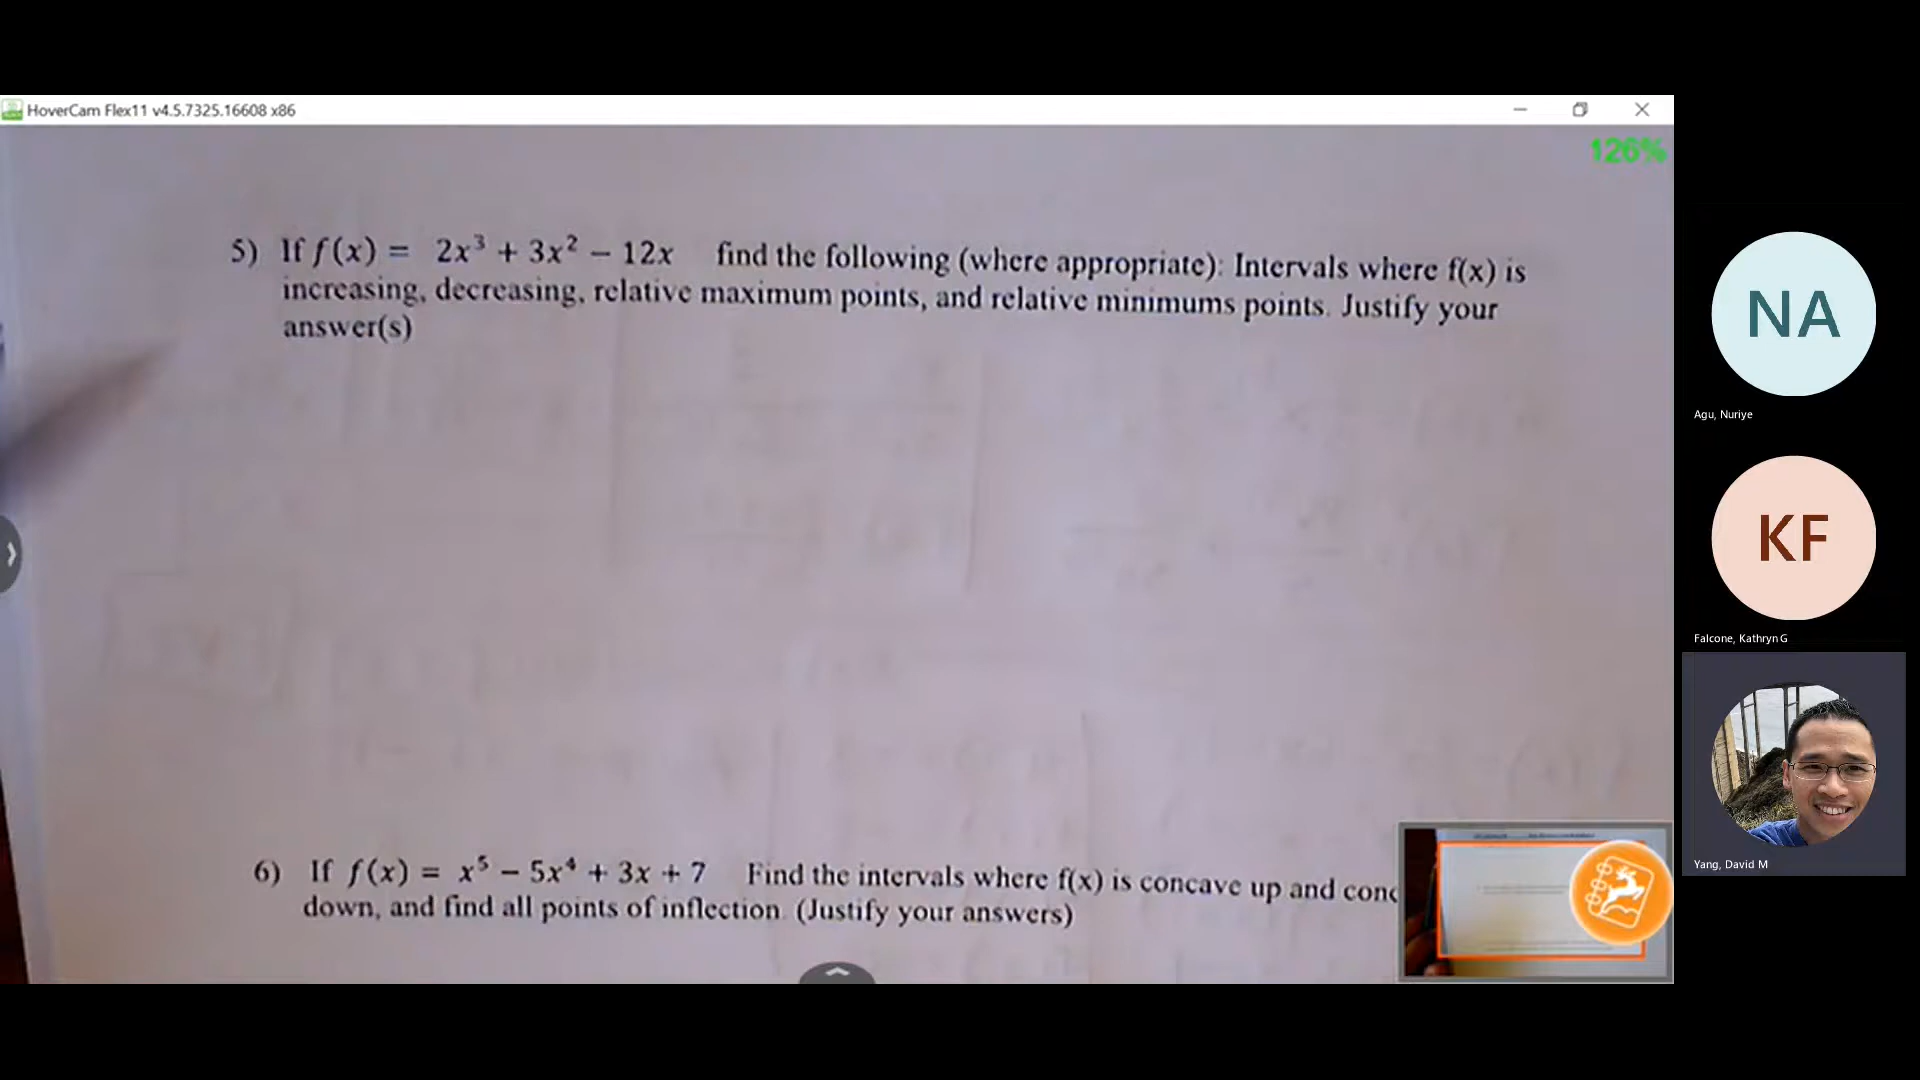 HoverCam Flex11 v4.5.7325.16608 x86
126%
5) If f(x) = 2x³ + 3x² − 12x find the following (where appropriate): Intervals where f(x) is
increasing, decreasing, relative maximum points, and relative minimums points. Justify your
answer(s)
6) If f(x) = x⁵ − 5x⁴ + 3x + 7 Find the intervals where f(x) is concave up and conc
down, and find all points of inflection. (Justify your answers)
NA
Agu, Nuriye
KF
Falcone, Kathryn G
Yang, David M